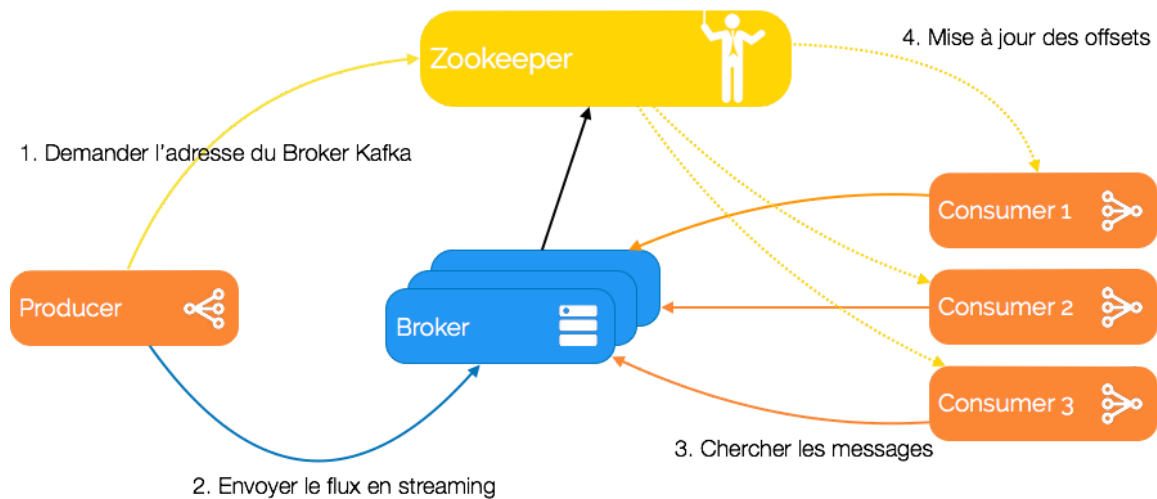 Zookeeper
4. Mise à jour des offsets
1. Demander l'adresse du Broker Kafka
Consumer 1
Producer
Broker
Consumer 2
Consumer 3
3. Chercher les messages
2. Envoyer le flux en streaming